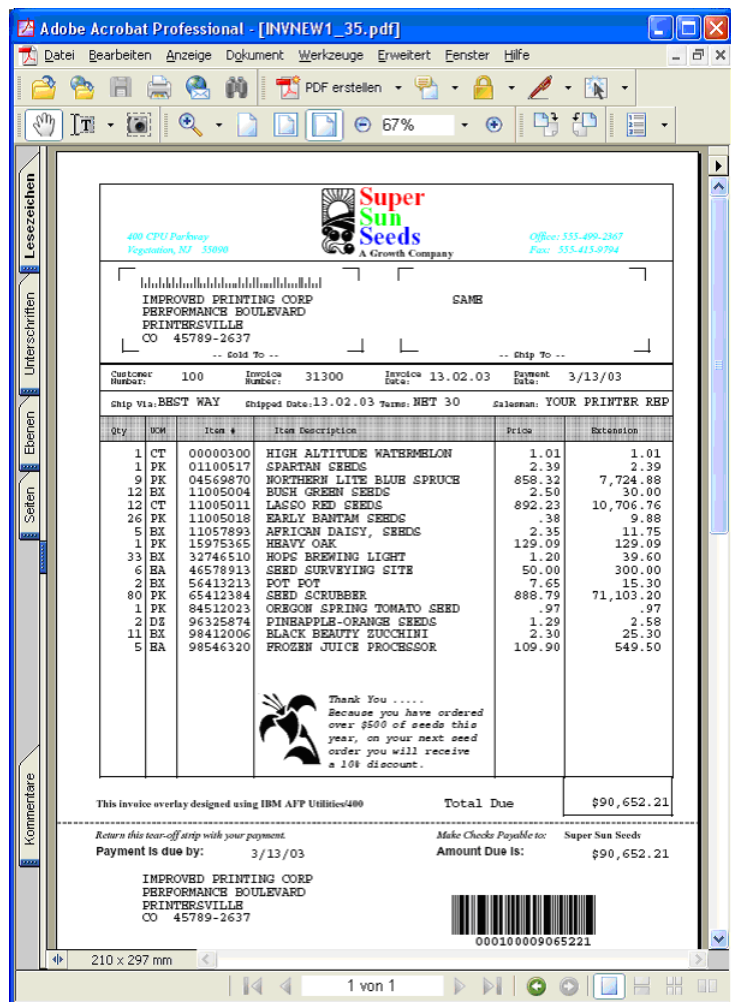 Adobe Acrobat Professional - [INVNEW1_35.pdf]
Datei Bearbeiten Anzeige Dokument Werkzeuge Erweitert Fenster Hilfe
PDF erstellen
67%
Lesezeichen
Unterschriften
Ebenen
Seiten
Kommentare
Super
Sun
Seeds
A Growth Company
400 CPU Parkway
Vegetation, NJ 55090
Office: 555-499-2367
Fax: 555-415-9794
IMPROVED PRINTING CORP
PERFORMANCE BOULEVARD
PRINTERSVILLE
CO 45789-2637
-- Sold To --
SAME
-- Ship To --
Customer Number: 100 Invoice Number: 31300 Invoice Date: 13.02.03 Payment Date: 3/13/03
Ship Via: BEST WAY Shipped Date: 13.02.03 Terms: NET 30 Salesman: YOUR PRINTER REP
Qty UOM Item # Item Description Price Extension
1 CT 00000300 HIGH ALTITUDE WATERMELON 1.01 1.01
1 PK 01100517 SPARTAN SEEDS 2.39 2.39
9 PK 04569870 NORTHERN LITE BLUE SPRUCE 858.32 7,724.88
12 BX 11005004 BUSH GREEN SEEDS 2.50 30.00
12 CT 11005011 LASSO RED SEEDS 892.23 10,706.76
26 PK 11005018 EARLY BANTAM SEEDS .38 9.88
5 BX 11057893 AFRICAN DAISY, SEEDS 2.35 11.75
1 PK 15975365 HEAVY OAK 129.09 129.09
33 BX 32746510 HOPS BREWING LIGHT 1.20 39.60
6 EA 46578913 SEED SURVEYING SITE 50.00 300.00
2 BX 56413213 POT POT 7.65 15.30
80 PK 65412384 SEED SCRUBBER 888.79 71,103.20
1 PK 84512023 OREGON SPRING TOMATO SEED .97 .97
2 DZ 96325874 PINEAPPLE-ORANGE SEEDS 1.29 2.58
11 BX 98412006 BLACK BEAUTY ZUCCHINI 2.30 25.30
5 EA 98546320 FROZEN JUICE PROCESSOR 109.90 549.50
Thank You .....
Because you have ordered
over $500 of seeds this
year, on your next seed
order you will receive
a 10% discount.
This invoice overlay designed using IBM AFP Utilities/400 Total Due $90,652.21
Return this tear-off strip with your payment. Make Checks Payable to: Super Sun Seeds
Payment is due by: 3/13/03 Amount Due is: $90,652.21
IMPROVED PRINTING CORP
PERFORMANCE BOULEVARD
PRINTERSVILLE
CO 45789-2637
000100009065221
210 x 297 mm
1 von 1